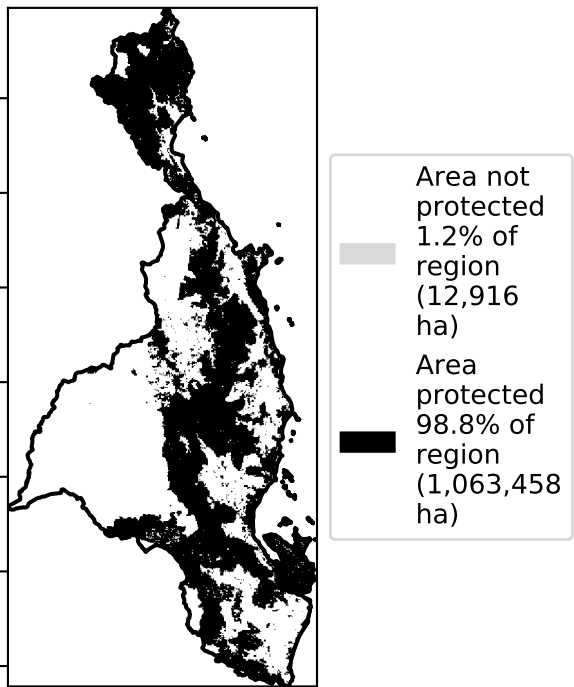 Area not
protected
1.2% of
region
(12,916
ha)
Area
protected
98.8% of
region
(1,063,458
ha)